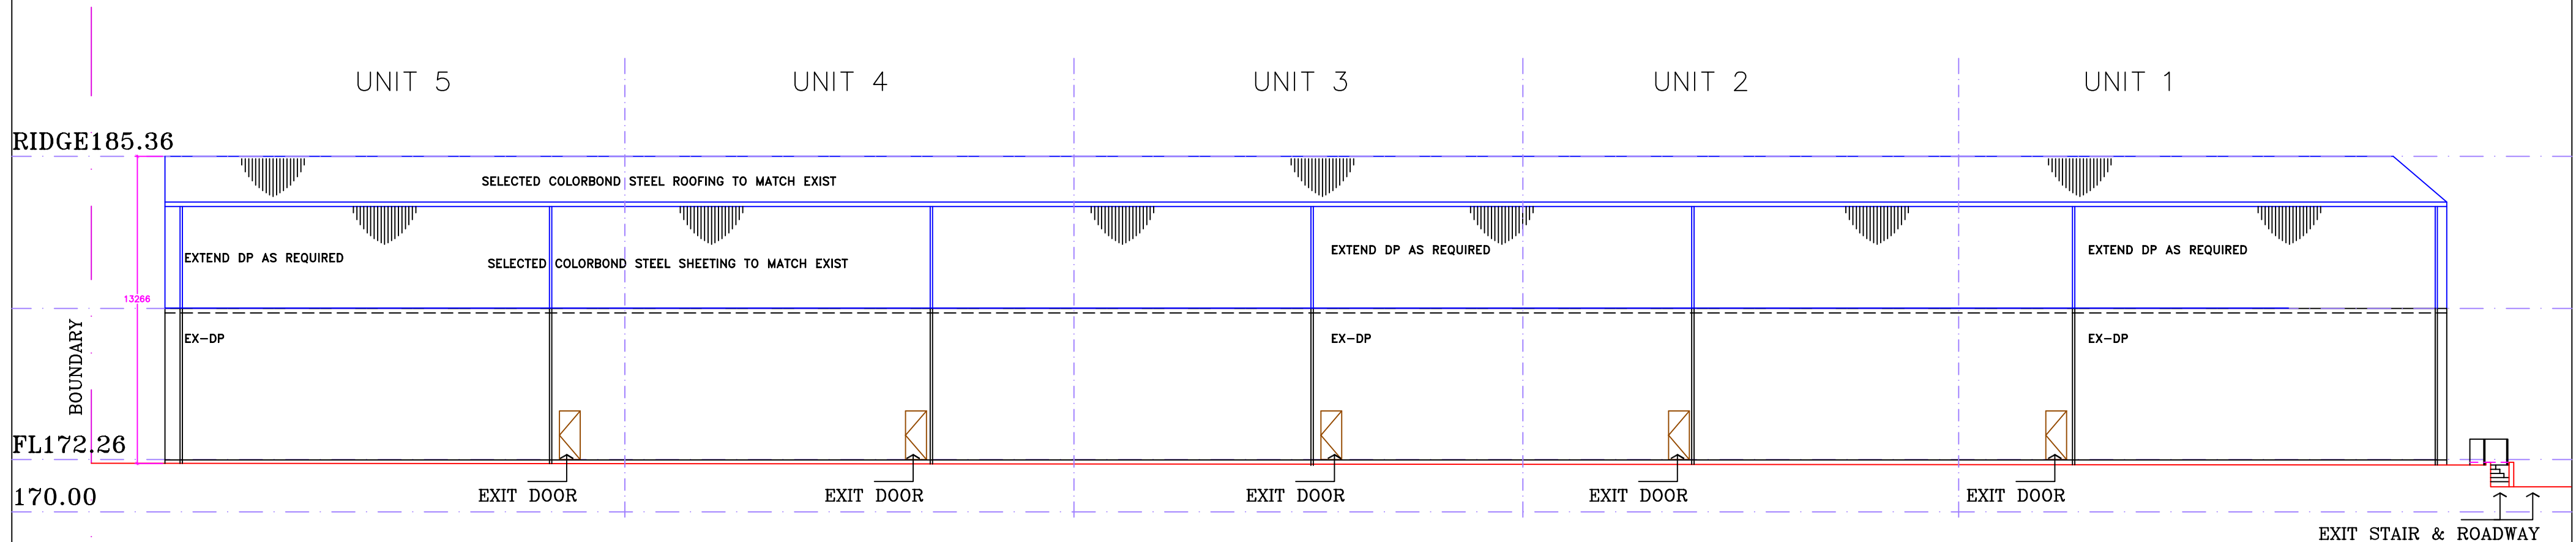 UNIT 5
UNIT 4
UNIT 3
UNIT 2
UNIT 1
RIDGE185.36
SELECTED COLORBOND STEEL ROOFING TO MATCH EXIST
EXTEND DP AS REQUIRED
SELECTED COLORBOND STEEL SHEETING TO MATCH EXIST
EXTEND DP AS REQUIRED
EXTEND DP AS REQUIRED
13266
BOUNDARY
EX-DP
EX-DP
EX-DP
FL172.26
170.00
EXIT DOOR
EXIT DOOR
EXIT DOOR
EXIT DOOR
EXIT DOOR
EXIT STAIR & ROADWAY